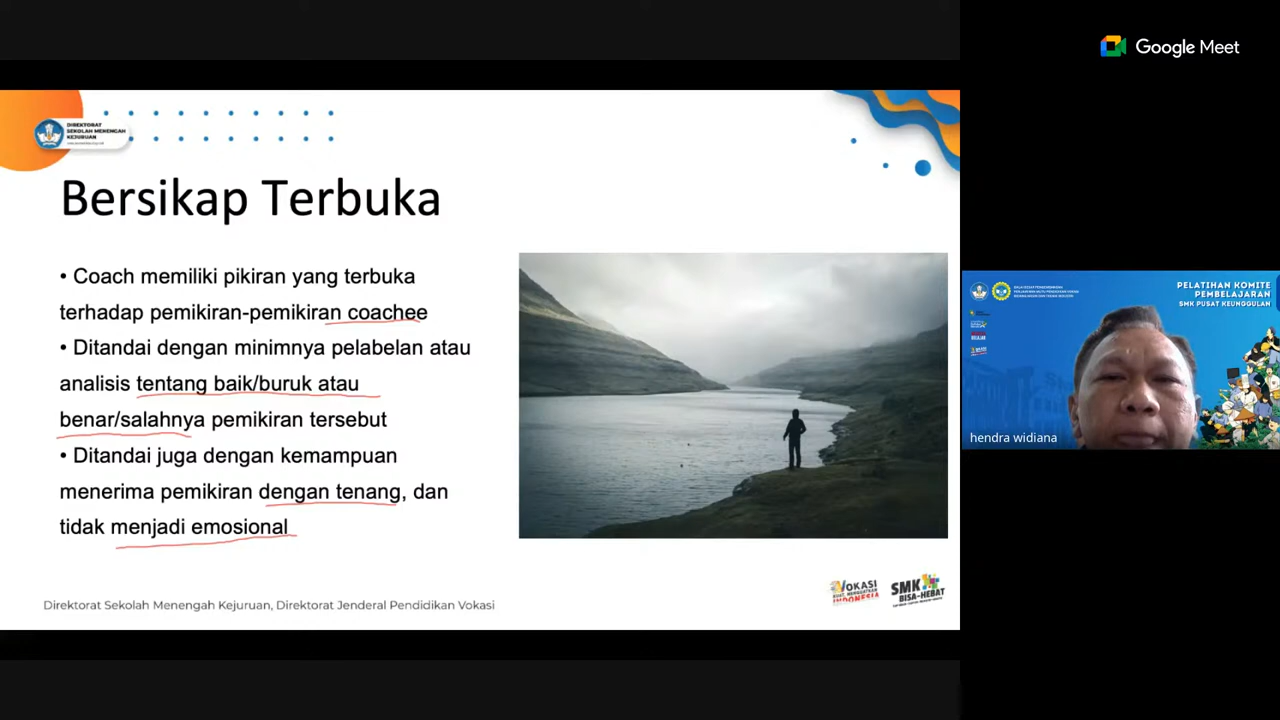 Google Meet
DIREKTORAT
SEKOLAH MENENGAH
KEJURUAN
Bersikap Terbuka
• Coach memiliki pikiran yang terbuka
terhadap pemikiran-pemikiran coachee
• Ditandai dengan minimnya pelabelan atau
analisis tentang baik/buruk atau
benar/salahnya pemikiran tersebut
• Ditandai juga dengan kemampuan
menerima pemikiran dengan tenang, dan
tidak menjadi emosional
PELATIHAN KOMITE
PEMBELAJARAN
SMK PUSAT KEUNGGULAN
hendra widiana
VOKASI
INDONESIA
SMK
BISA-HEBAT
Direktorat Sekolah Menengah Kejuruan, Direktorat Jenderal Pendidikan Vokasi